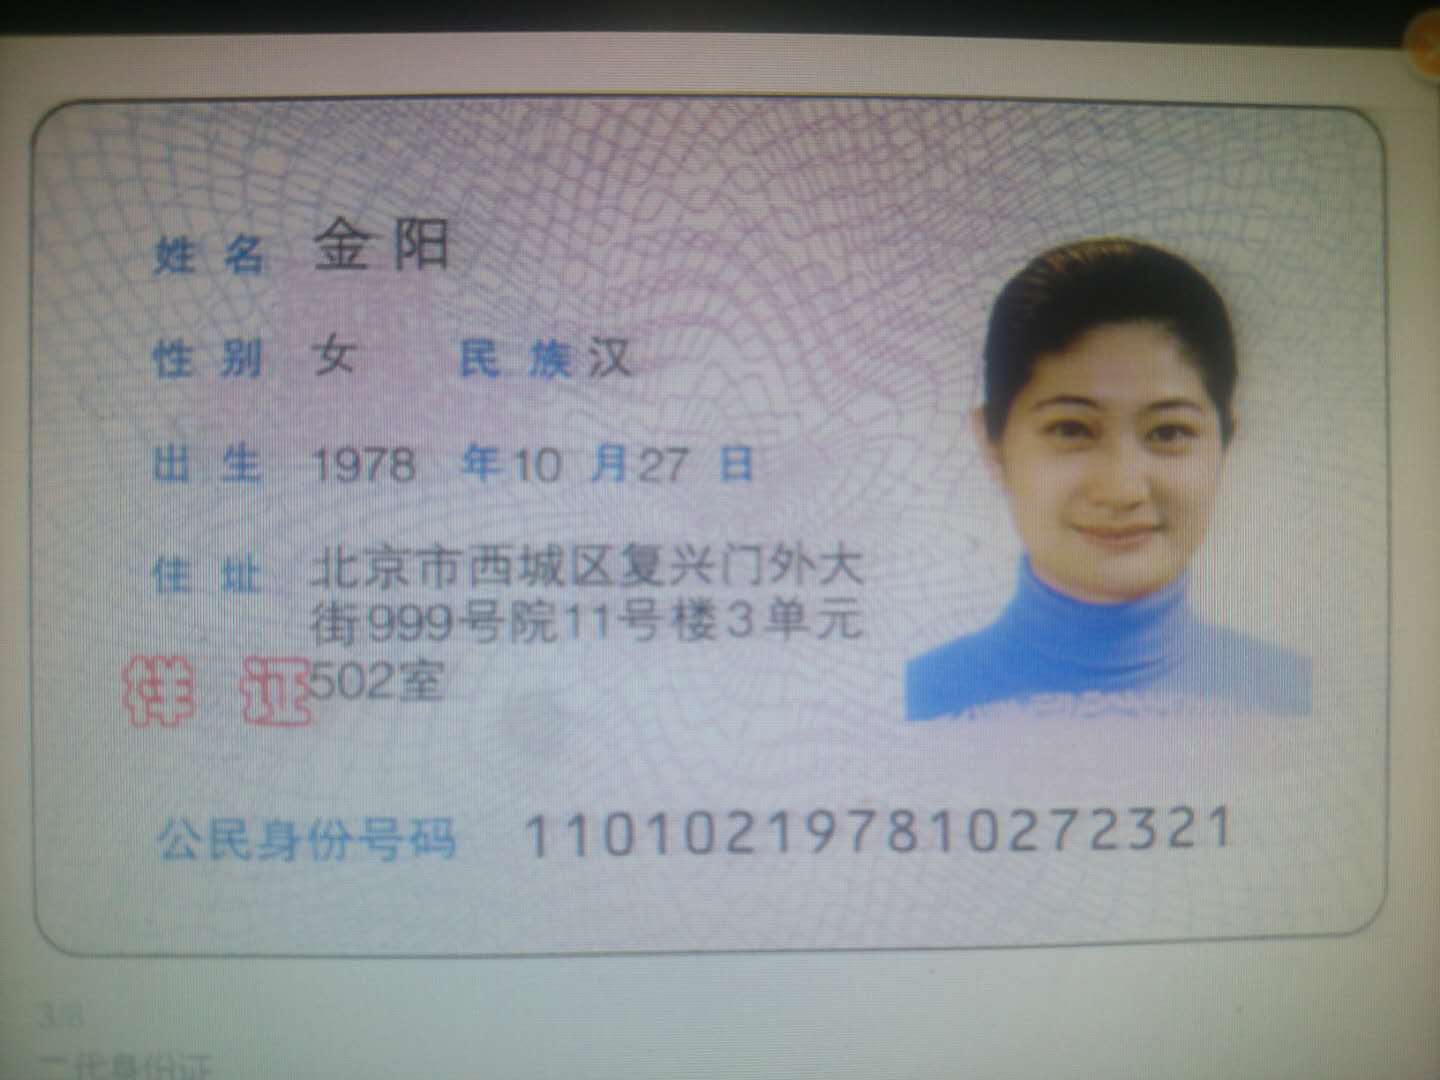 姓 名 金 阳
性 别 女 民 族 汉
出 生 1978 年 10 月 27 日
住 址 北京市西城区复兴门外大
街999号院11号楼3单元
样 证 502室
公民身份号码 110102197810272321
3/8
二代身份证